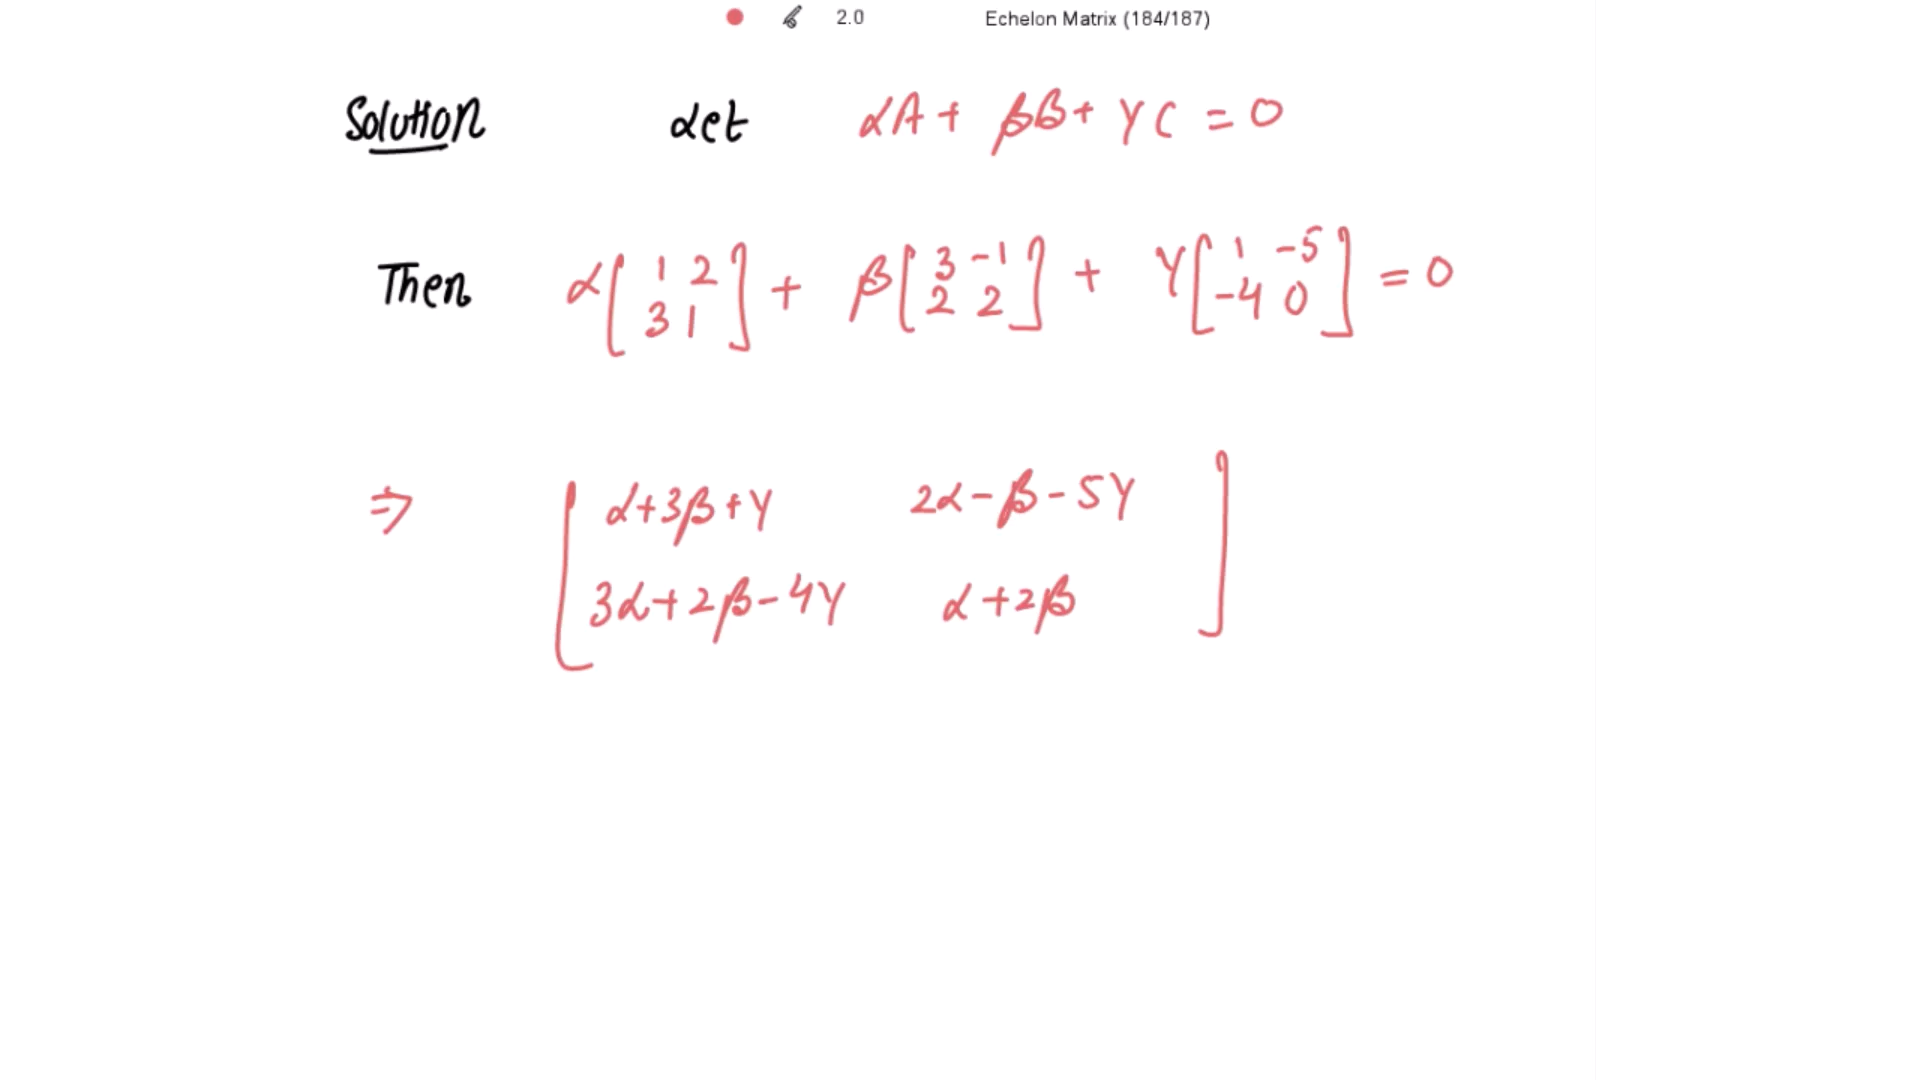 2.0 Echelon Matrix (184/187)
Solution Let αA + βB + γC = 0
Then α[1 2 + β[3 -1 + γ[1 -5 = 0
3 1] 2 2] -4 0]
⇒ [α+3β+γ 2α-β-5γ
3α+2β-4γ α+2β]